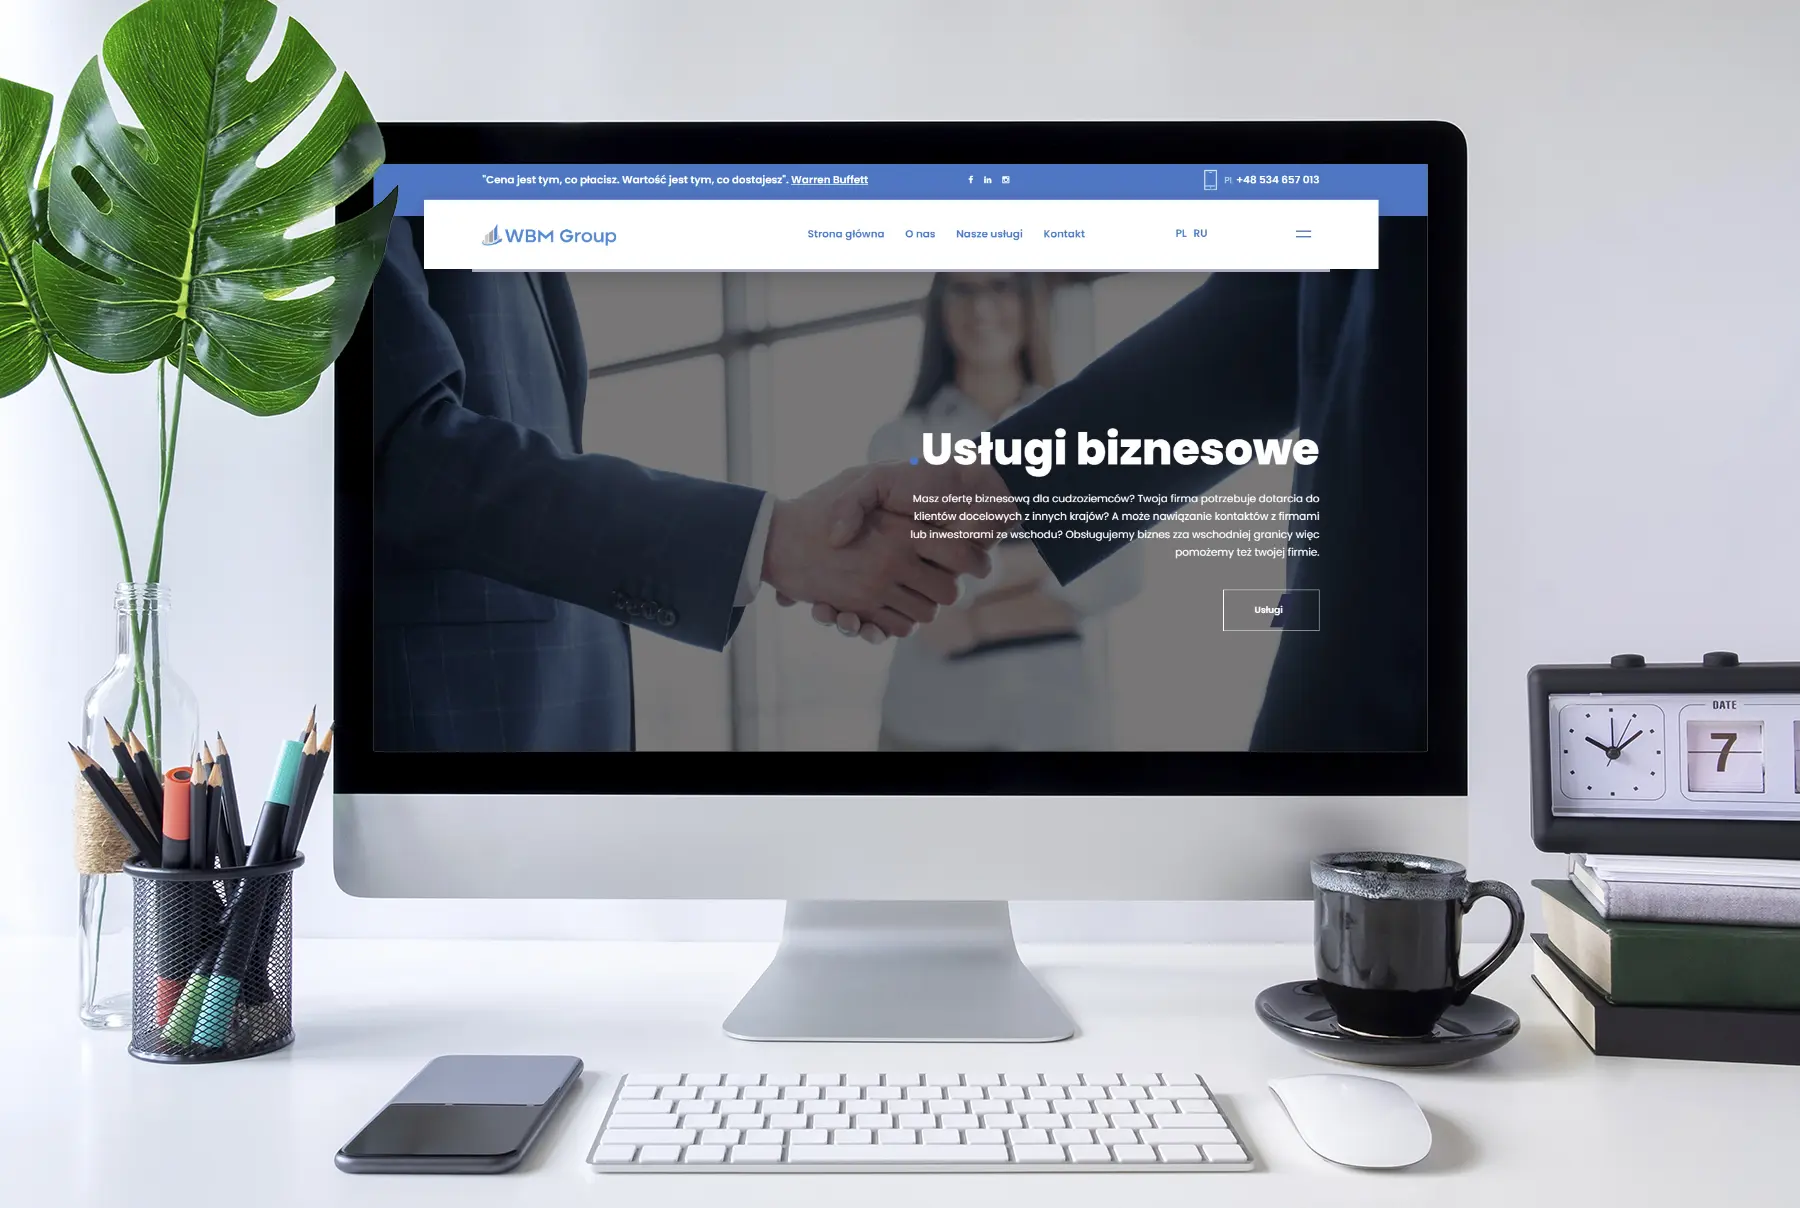 "Cena jest tym, co płacisz. Wartość jest tym, co dostajesz". Warren Buffett
PL +48 534 657 013
WBM Group
Strona główna O nas Nasze usługi Kontakt PL RU
.Usługi biznesowe
Masz ofertę biznesową dla cudzoziemców? Twoja firma potrzebuje dotarcia do
klientów docelowych z innych krajów? A może nawiązanie kontaktów z firmami
lub inwestorami ze wschodu? Obsługujemy biznes zza wschodniej granicy więc
pomożemy też twojej firmie.
Usługi
DATE
7